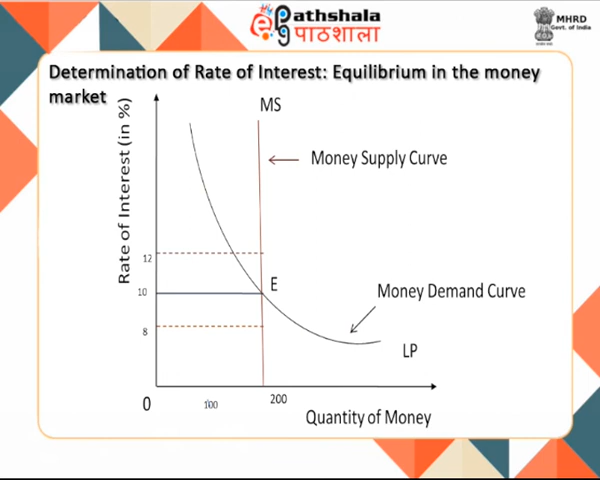 ePathshala
पाठशाला
MHRD
Govt. of India
Determination of Rate of Interest: Equilibrium in the money
market
Rate of Interest (in %)
MS
Money Supply Curve
12
E
10
Money Demand Curve
8
LP
0
100
200
Quantity of Money